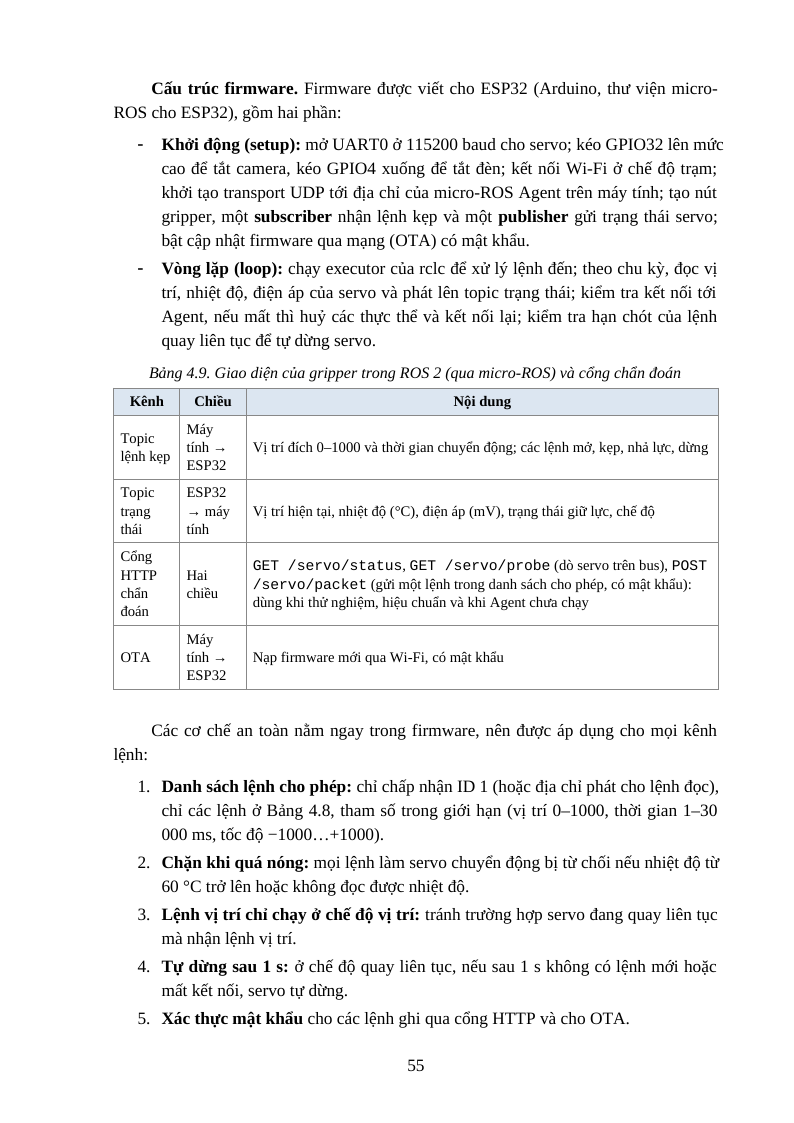 Cấu trúc firmware. Firmware được viết cho ESP32 (Arduino, thư viện micro-
ROS cho ESP32), gồm hai phần:
- Khởi động (setup): mở UART0 ở 115200 baud cho servo; kéo GPIO32 lên mức
cao để tắt camera, kéo GPIO4 xuống để tắt đèn; kết nối Wi-Fi ở chế độ trạm;
khởi tạo transport UDP tới địa chỉ của micro-ROS Agent trên máy tính; tạo nút
gripper, một subscriber nhận lệnh kẹp và một publisher gửi trạng thái servo;
bật cập nhật firmware qua mạng (OTA) có mật khẩu.
- Vòng lặp (loop): chạy executor của rclc để xử lý lệnh đến; theo chu kỳ, đọc vị
trí, nhiệt độ, điện áp của servo và phát lên topic trạng thái; kiểm tra kết nối tới
Agent, nếu mất thì huỷ các thực thể và kết nối lại; kiểm tra hạn chót của lệnh
quay liên tục để tự dừng servo.
Bảng 4.9. Giao diện của gripper trong ROS 2 (qua micro-ROS) và cổng chẩn đoán
Kênh Chiều Nội dung
Topic
lệnh kẹp
Máy
tính →
ESP32
Vị trí đích 0–1000 và thời gian chuyển động; các lệnh mở, kẹp, nhả lực, dừng
Topic
trạng
thái
ESP32
→ máy
tính
Vị trí hiện tại, nhiệt độ (°C), điện áp (mV), trạng thái giữ lực, chế độ
Cổng
HTTP
chẩn
đoán
Hai
chiều
GET /servo/status, GET /servo/probe (dò servo trên bus), POST
/servo/packet (gửi một lệnh trong danh sách cho phép, có mật khẩu):
dùng khi thử nghiệm, hiệu chuẩn và khi Agent chưa chạy
OTA
Máy
tính →
ESP32
Nạp firmware mới qua Wi-Fi, có mật khẩu
Các cơ chế an toàn nằm ngay trong firmware, nên được áp dụng cho mọi kênh
lệnh:
1. Danh sách lệnh cho phép: chỉ chấp nhận ID 1 (hoặc địa chỉ phát cho lệnh đọc),
chỉ các lệnh ở Bảng 4.8, tham số trong giới hạn (vị trí 0–1000, thời gian 1–30
000 ms, tốc độ −1000…+1000).
2. Chặn khi quá nóng: mọi lệnh làm servo chuyển động bị từ chối nếu nhiệt độ từ
60 °C trở lên hoặc không đọc được nhiệt độ.
3. Lệnh vị trí chỉ chạy ở chế độ vị trí: tránh trường hợp servo đang quay liên tục
mà nhận lệnh vị trí.
4. Tự dừng sau 1 s: ở chế độ quay liên tục, nếu sau 1 s không có lệnh mới hoặc
mất kết nối, servo tự dừng.
5. Xác thực mật khẩu cho các lệnh ghi qua cổng HTTP và cho OTA.
55